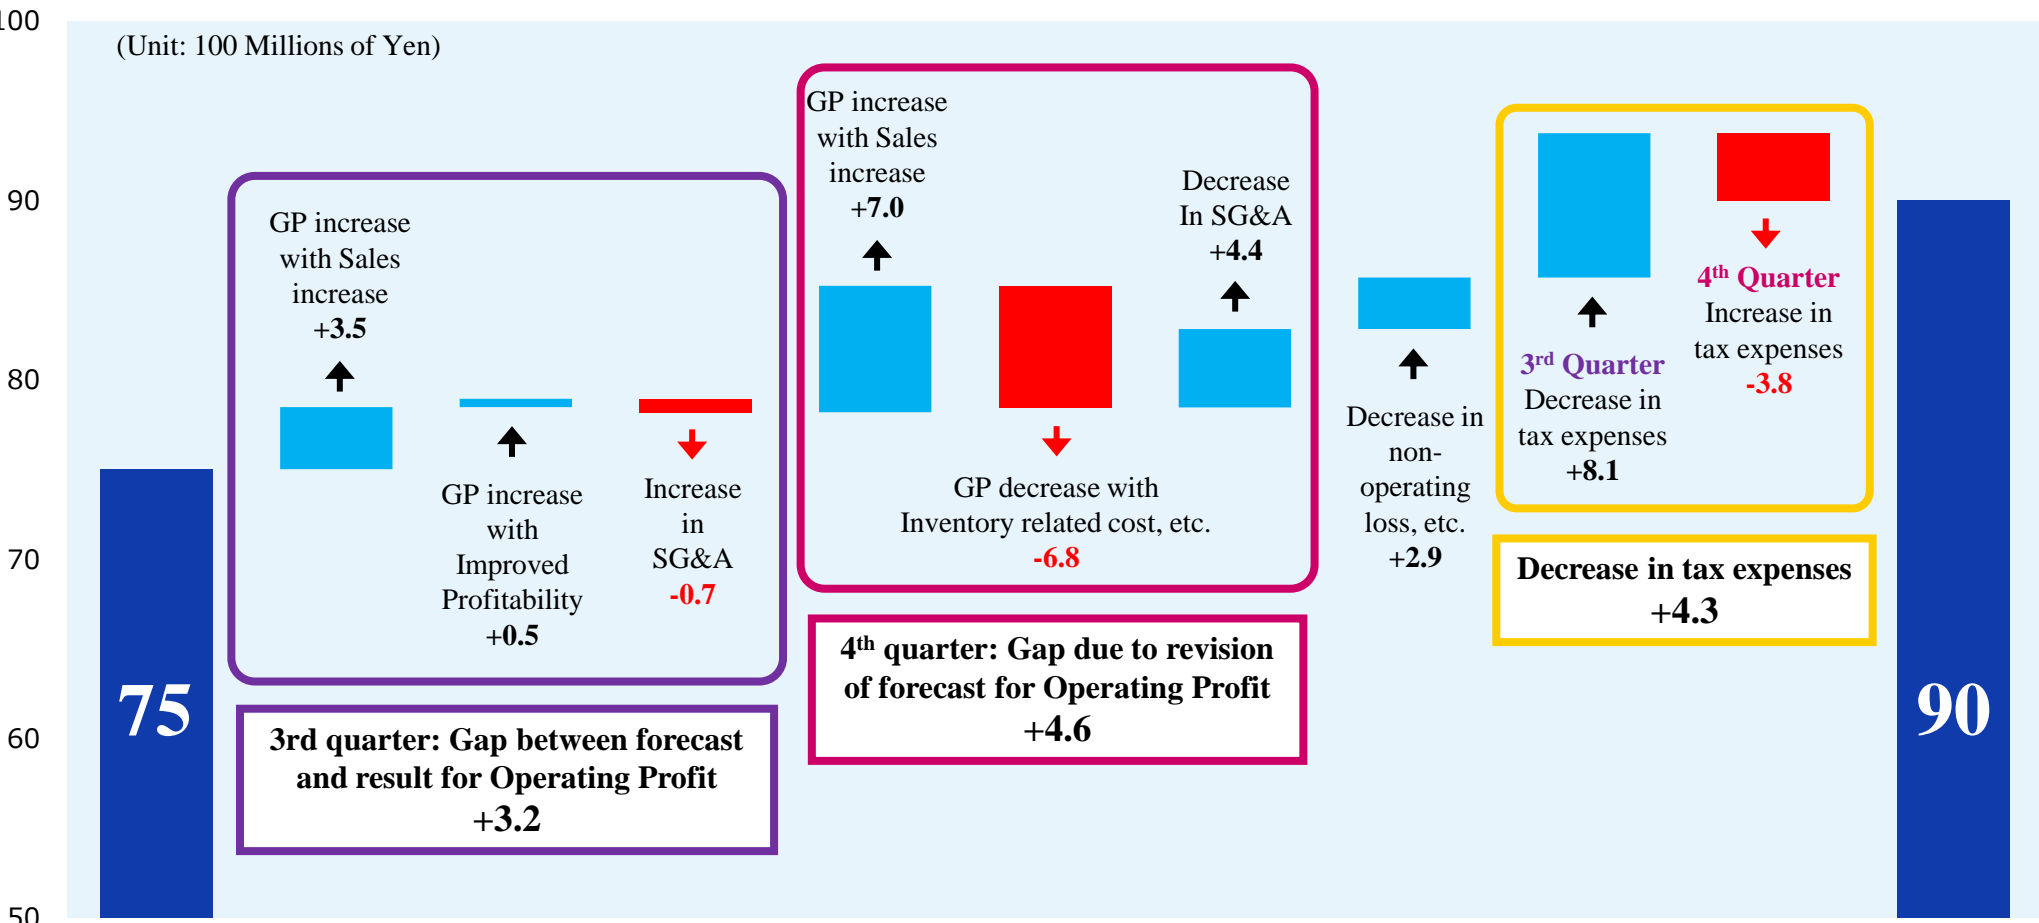 100
90
80
70
60
50
(Unit: 100 Millions of Yen)
75
GP increase
with Sales
increase
+3.5
GP increase
with
Improved
Profitability
+0.5
Increase
in
SG&A
-0.7
3rd quarter: Gap between forecast
and result for Operating Profit
+3.2
GP increase
with Sales
increase
+7.0
GP decrease with
Inventory related cost, etc.
-6.8
Decrease
In SG&A
+4.4
4th quarter: Gap due to revision
of forecast for Operating Profit
+4.6
Decrease in
non-
operating
loss, etc.
+2.9
3rd Quarter
Decrease in
tax expenses
+8.1
4th Quarter
Increase in
tax expenses
-3.8
Decrease in tax expenses
+4.3
90